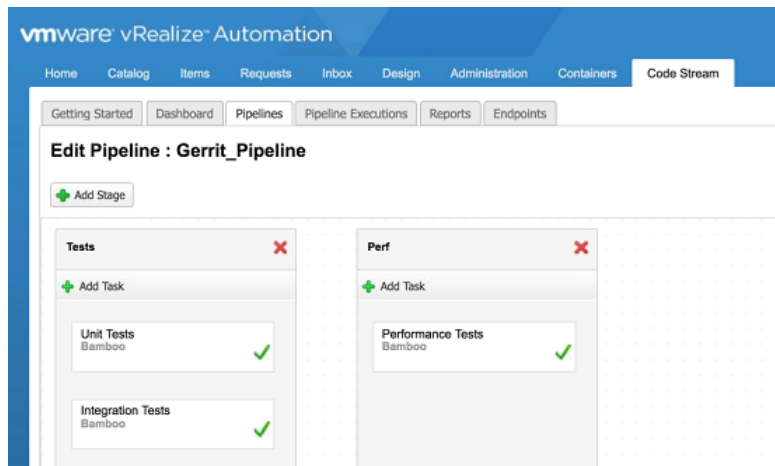 vmware® vRealize™ Automation
Home Catalog Items Requests Inbox Design Administration Containers Code Stream
Getting Started Dashboard Pipelines Pipeline Executions Reports Endpoints
Edit Pipeline : Gerrit_Pipeline
Add Stage
Tests
Add Task
Unit Tests
Bamboo
Integration Tests
Bamboo
Perf
Add Task
Performance Tests
Bamboo